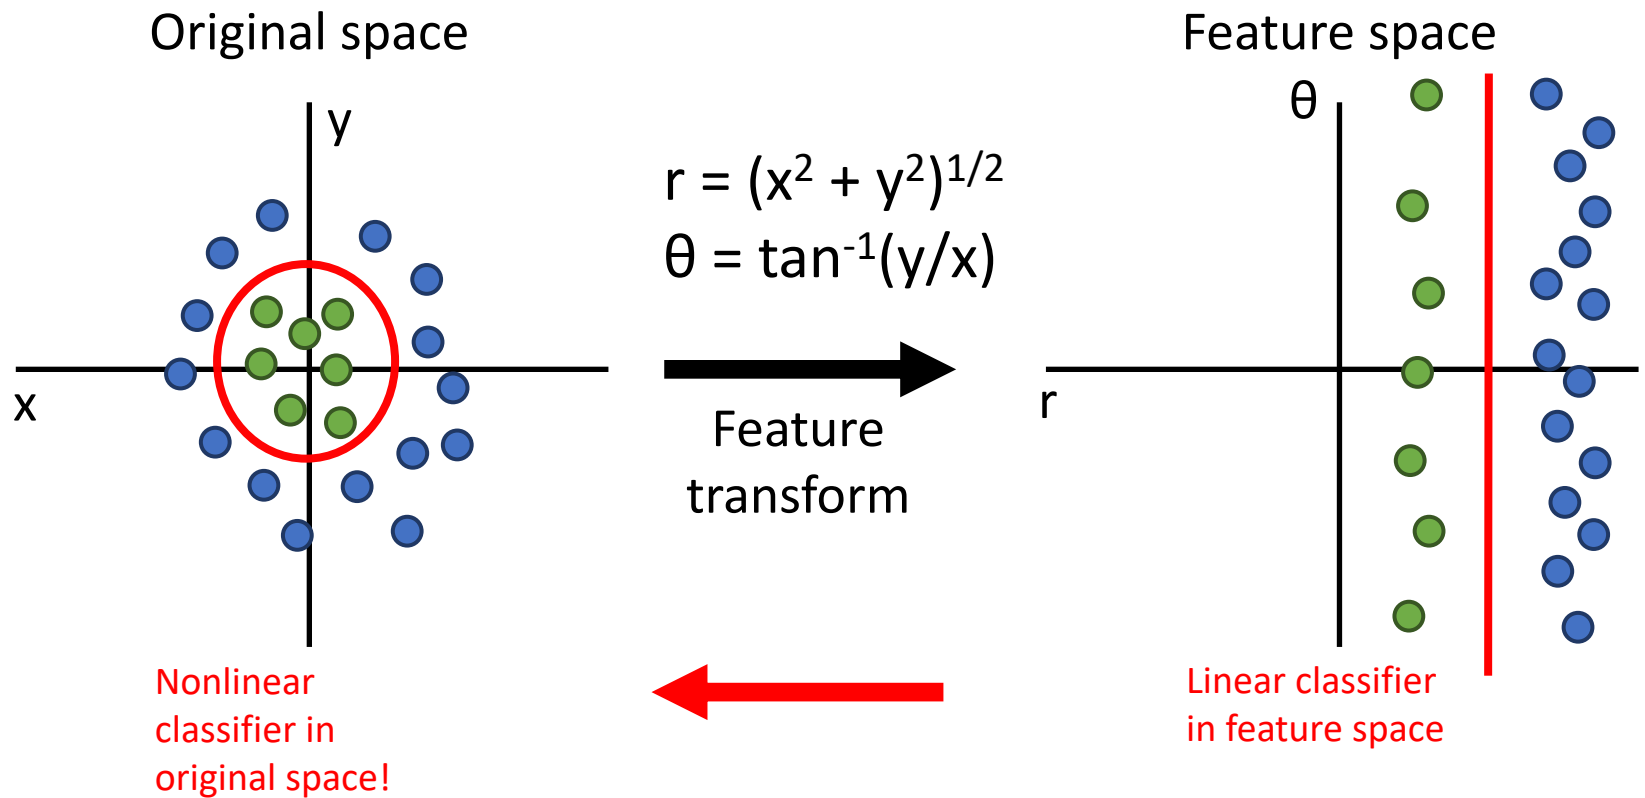 Original space
Feature space
y
θ
r = (x² + y²)¹/²
θ = tan⁻¹(y/x)
x
r
Feature
transform
Nonlinear
classifier in
original space!
Linear classifier
in feature space